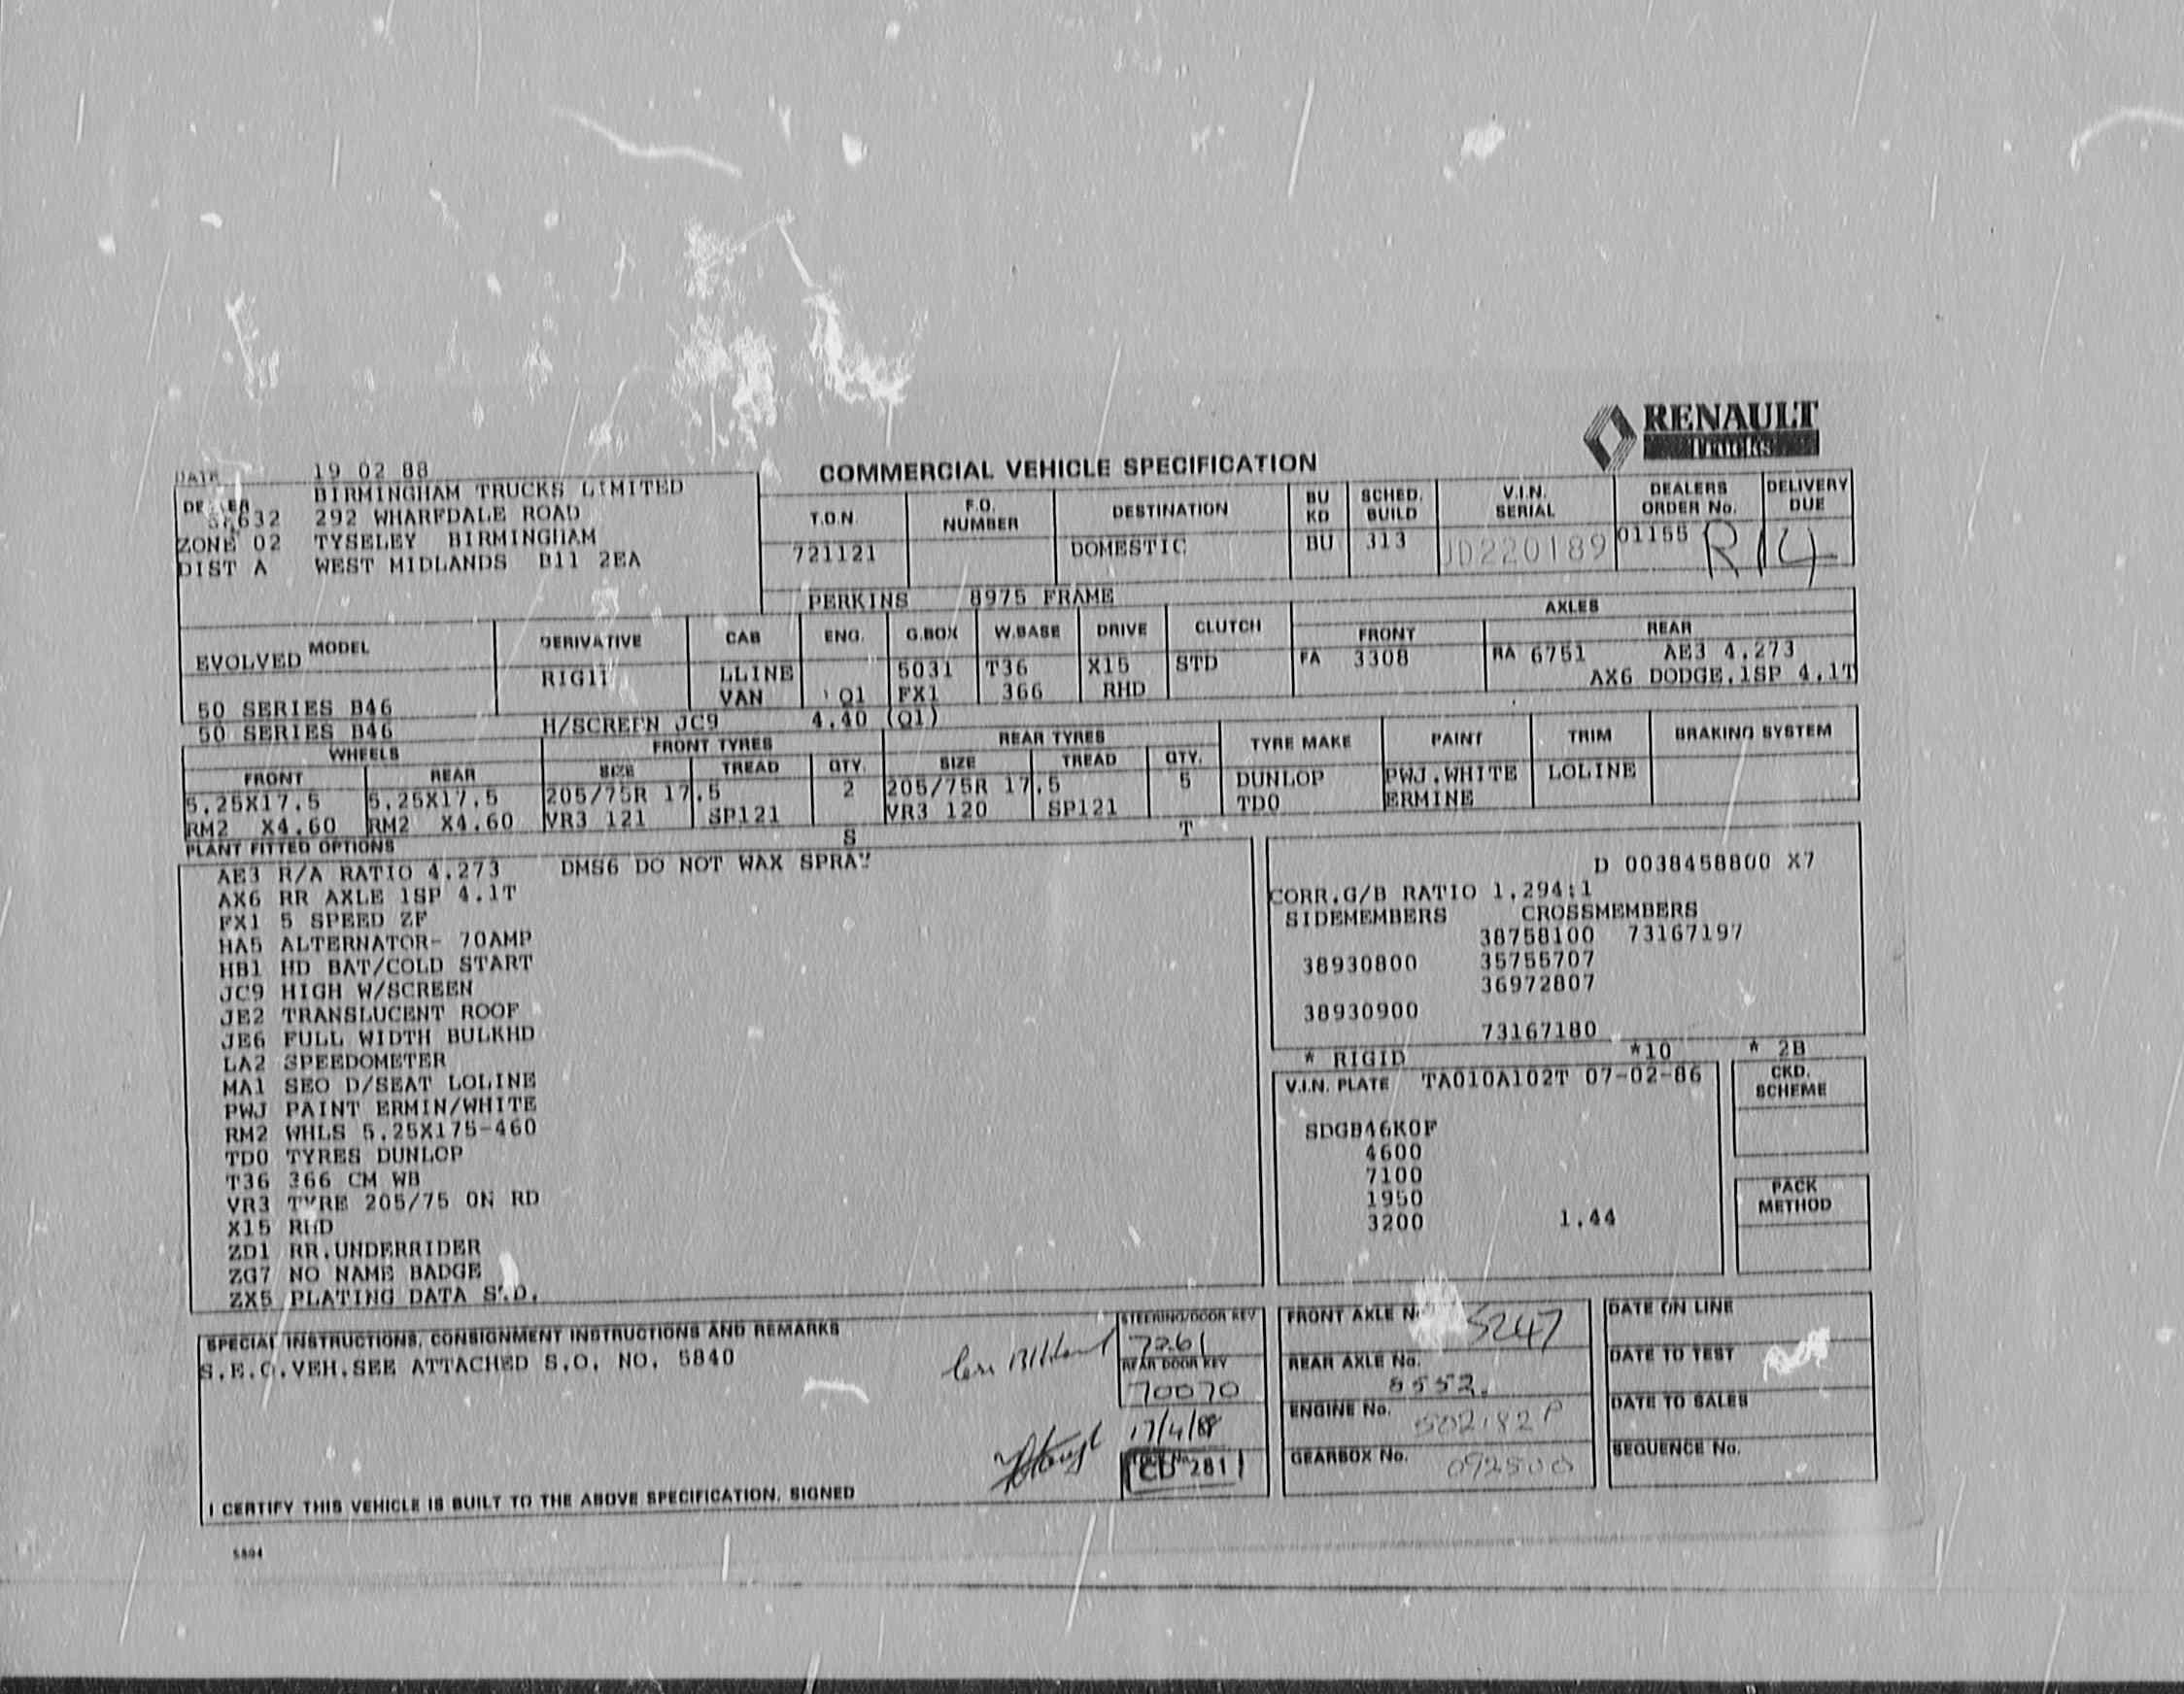 RENAULT
Trucks
DATE 19 02 88
COMMERCIAL VEHICLE SPECIFICATION
BIRMINGHAM TRUCKS LIMITED
292 WHARFDALE ROAD
ZONE 02 TYSELEY BIRMINGHAM
DIST A WEST MIDLANDS B11 2EA
T.O.N. F.O. NUMBER DESTINATION BU KD SCHED. BUILD V.I.N. SERIAL DEALERS ORDER No. DELIVERY DUE
721121 DOMESTIC BU 313 JD220189 01155 R14
PERKINS 8975 FRAME
AXLES
MODEL DERIVATIVE CAB ENG. G.BOX W.BASE DRIVE CLUTCH FRONT REAR
EVOLVED RIG11 LLINE 5031 T36 X15 STD FA 3308 RA 6751 AE3 4.273
50 SERIES B46 VAN Q1 FX1 366 RHD AX6 DODGE.1SP 4.1T
50 SERIES B46 H/SCREEN JC9 4.40 (Q1)
WHEELS FRONT TYRES REAR TYRES TYRE MAKE PAINT TRIM BRAKING SYSTEM
FRONT REAR SIZE TREAD QTY. SIZE TREAD QTY.
5.25X17.5 5.25X17.5 205/75R 17.5 2 205/75R 17.5 5 DUNLOP PWJ.WHITE LOLINE
RM2 X4.60 RM2 X4.60 VR3 121 SP121 VR3 120 SP121 TD0 ERMINE
PLANT FITTED OPTIONS S T
AE3 R/A RATIO 4.273 DMS6 DO NOT WAX SPRAY
AX6 RR AXLE 1SP 4.1T
FX1 5 SPEED ZF
HA5 ALTERNATOR- 70AMP
HB1 HD BAT/COLD START
JC9 HIGH W/SCREEN
JE2 TRANSLUCENT ROOF
JE6 FULL WIDTH BULKHD
LA2 SPEEDOMETER
MA1 SEO D/SEAT LOLINE
PWJ PAINT ERMIN/WHITE
RM2 WHLS 5.25X175-460
TD0 TYRES DUNLOP
T36 366 CM WB
VR3 TYRE 205/75 ON RD
X15 RHD
ZD1 RR.UNDERRIDER
ZG7 NO NAME BADGE
ZX5 PLATING DATA
D 0038458800 X7
CORR.G/B RATIO 1.294:1
SIDEMEMBERS CROSSMEMBERS
38758100 73167197
38930800 35755707
36972807
38930900
73167180
* RIGID *10 * 2B
V.I.N. PLATE TA010A102T 07-02-86
CKD. SCHEME
SDGB46K0F
4600
7100
1950
3200 1.44
PACK METHOD
SPECIAL INSTRUCTIONS, CONSIGNMENT INSTRUCTIONS AND REMARKS
S.E.O.VEH.SEE ATTACHED S.O. NO. 5840
STEERING/DOOR KEY
7261
REAR DOOR KEY
70070
17/4/88
CD 281
FRONT AXLE No. 5247
REAR AXLE No.
8552.
ENGINE No.
GEARBOX No. 092500
DATE ON LINE
DATE TO TEST
DATE TO SALES
SEQUENCE No.
I CERTIFY THIS VEHICLE IS BUILT TO THE ABOVE SPECIFICATION. SIGNED
5804